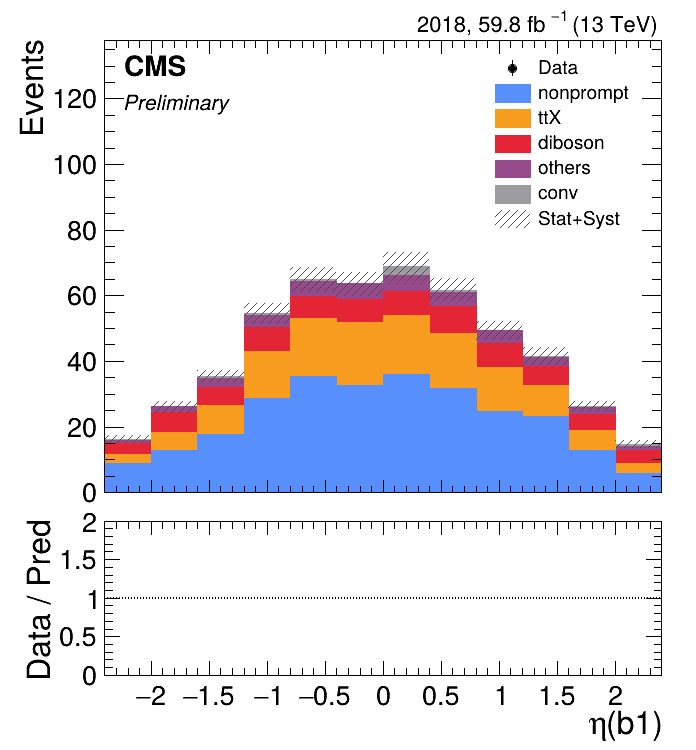 2018, 59.8 fb⁻¹ (13 TeV)
Events
CMS
Preliminary
Data
nonprompt
ttX
diboson
others
conv
Stat+Syst
120
100
80
60
40
20
0
Data / Pred
2
1.5
1
0.5
0
−2 −1.5 −1 −0.5 0 0.5 1 1.5 2
η(b1)